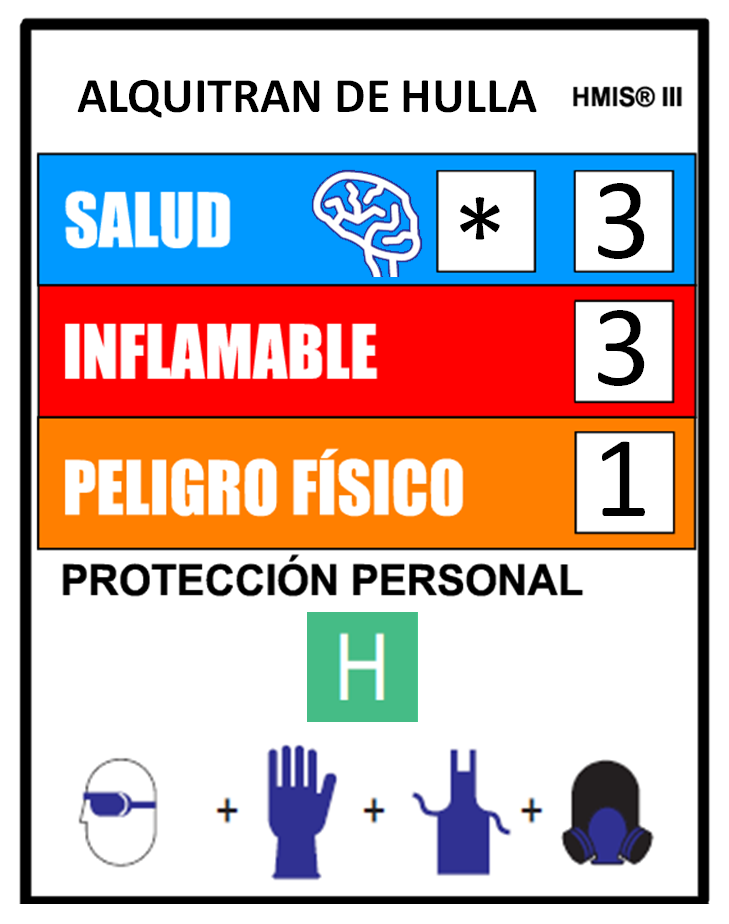 ALQUITRAN DE HULLA HMIS® III
SALUD * 3
INFLAMABLE 3
PELIGRO FÍSICO 1
PROTECCIÓN PERSONAL
H
+ + +